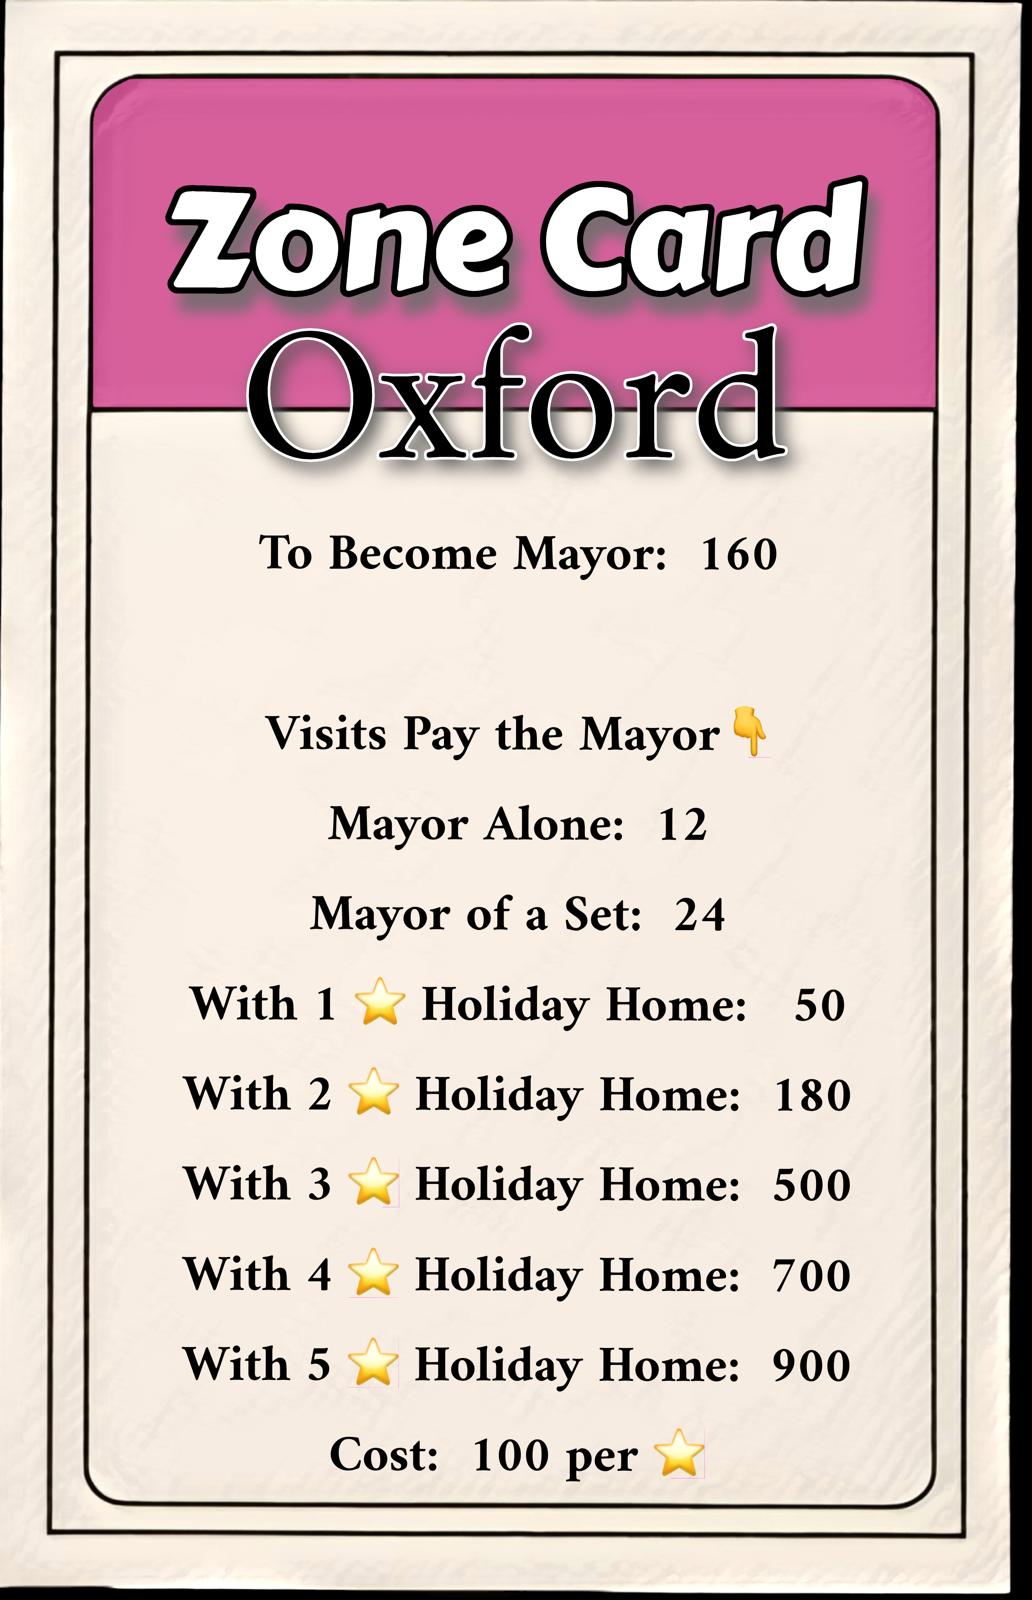 Zone Card
Oxford
To Become Mayor: 160
Visits Pay the Mayor👇
Mayor Alone: 12
Mayor of a Set: 24
With 1 ⭐ Holiday Home: 50
With 2 ⭐ Holiday Home: 180
With 3 ⭐ Holiday Home: 500
With 4 ⭐ Holiday Home: 700
With 5 ⭐ Holiday Home: 900
Cost: 100 per ⭐